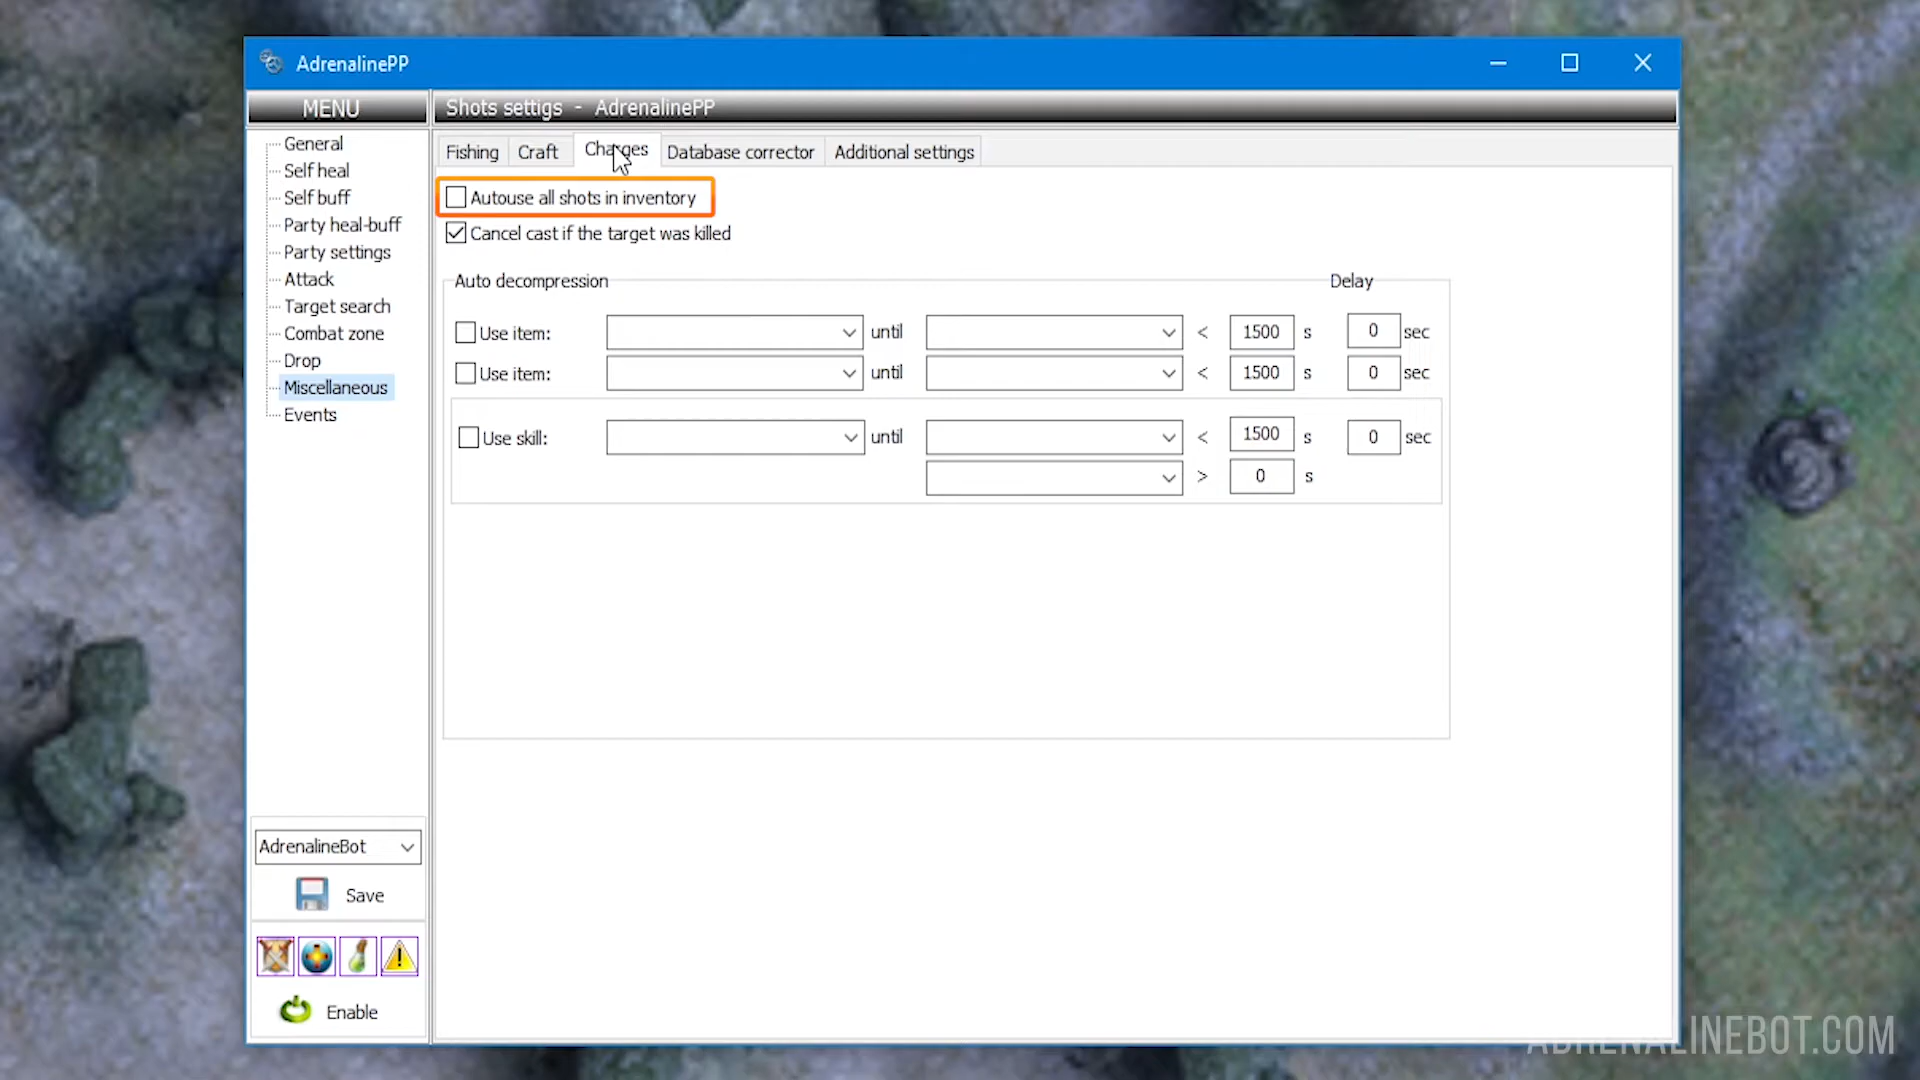 AdrenalinePP
MENU
Shots settigs - AdrenalinePP
General
Self heal
Self buff
Party heal-buff
Party settings
Attack
Target search
Combat zone
Drop
Miscellaneous
Events
Fishing Craft Charges Database corrector Additional settings
Autouse all shots in inventory
Cancel cast if the target was killed
Auto decompression Delay
Use item: until < 1500 s 0 sec
Use item: until < 1500 s 0 sec
Use skill: until < 1500 s 0 sec
> 0 s
AdrenalineBot
Save
Enable
ADRENALINEBOT.COM